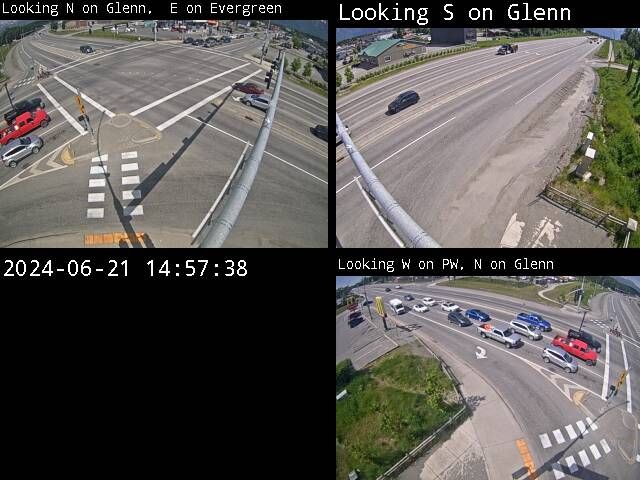 Looking N on Glenn,  E on Evergreen
Looking S on Glenn
2024-06-21 14:57:38
Looking W on PW, N on Glenn